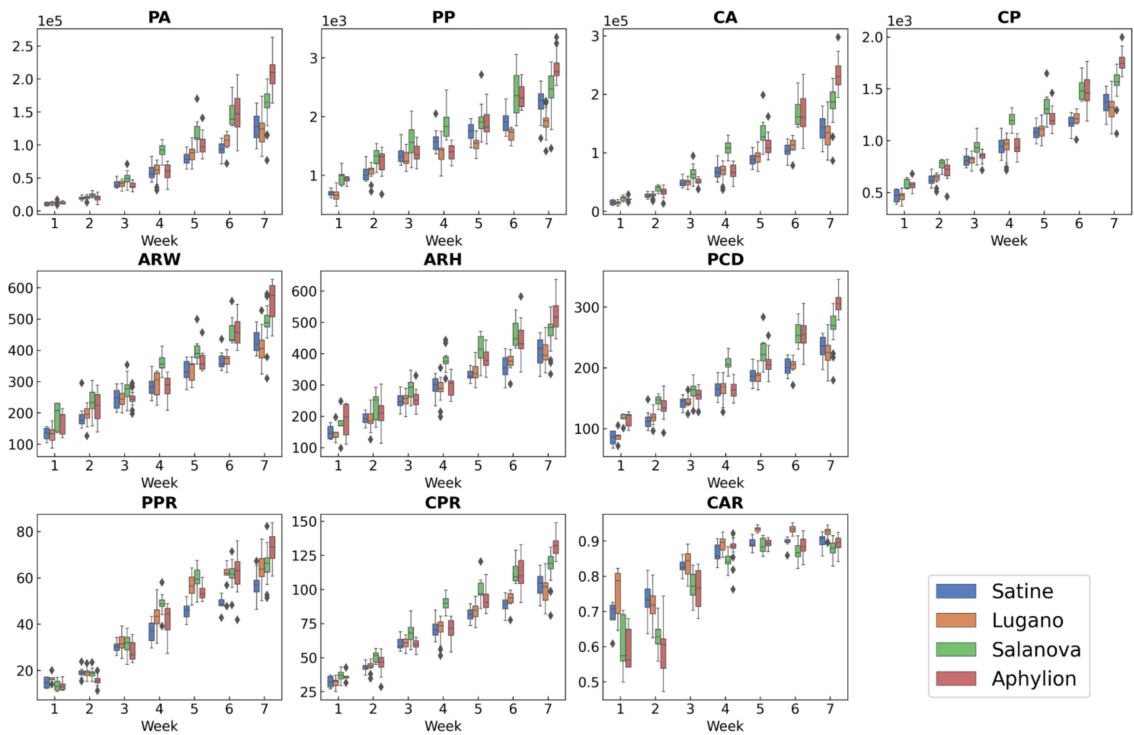 PA
1e5
2.5
2.0
1.5
1.0
0.5
0.0
1 2 3 4 5 6 7
Week
PP
1e3
3
2
1
1 2 3 4 5 6 7
Week
CA
1e5
3
2
1
0
1 2 3 4 5 6 7
Week
CP
1e3
2.0
1.5
1.0
0.5
1 2 3 4 5 6 7
Week
ARW
600
500
400
300
200
100
1 2 3 4 5 6 7
Week
ARH
600
500
400
300
200
100
1 2 3 4 5 6 7
Week
PCD
300
200
100
1 2 3 4 5 6 7
Week
PPR
80
60
40
20
1 2 3 4 5 6 7
Week
CPR
150
125
100
75
50
25
1 2 3 4 5 6 7
Week
CAR
0.9
0.8
0.7
0.6
0.5
1 2 3 4 5 6 7
Week
Satine
Lugano
Salanova
Aphylion